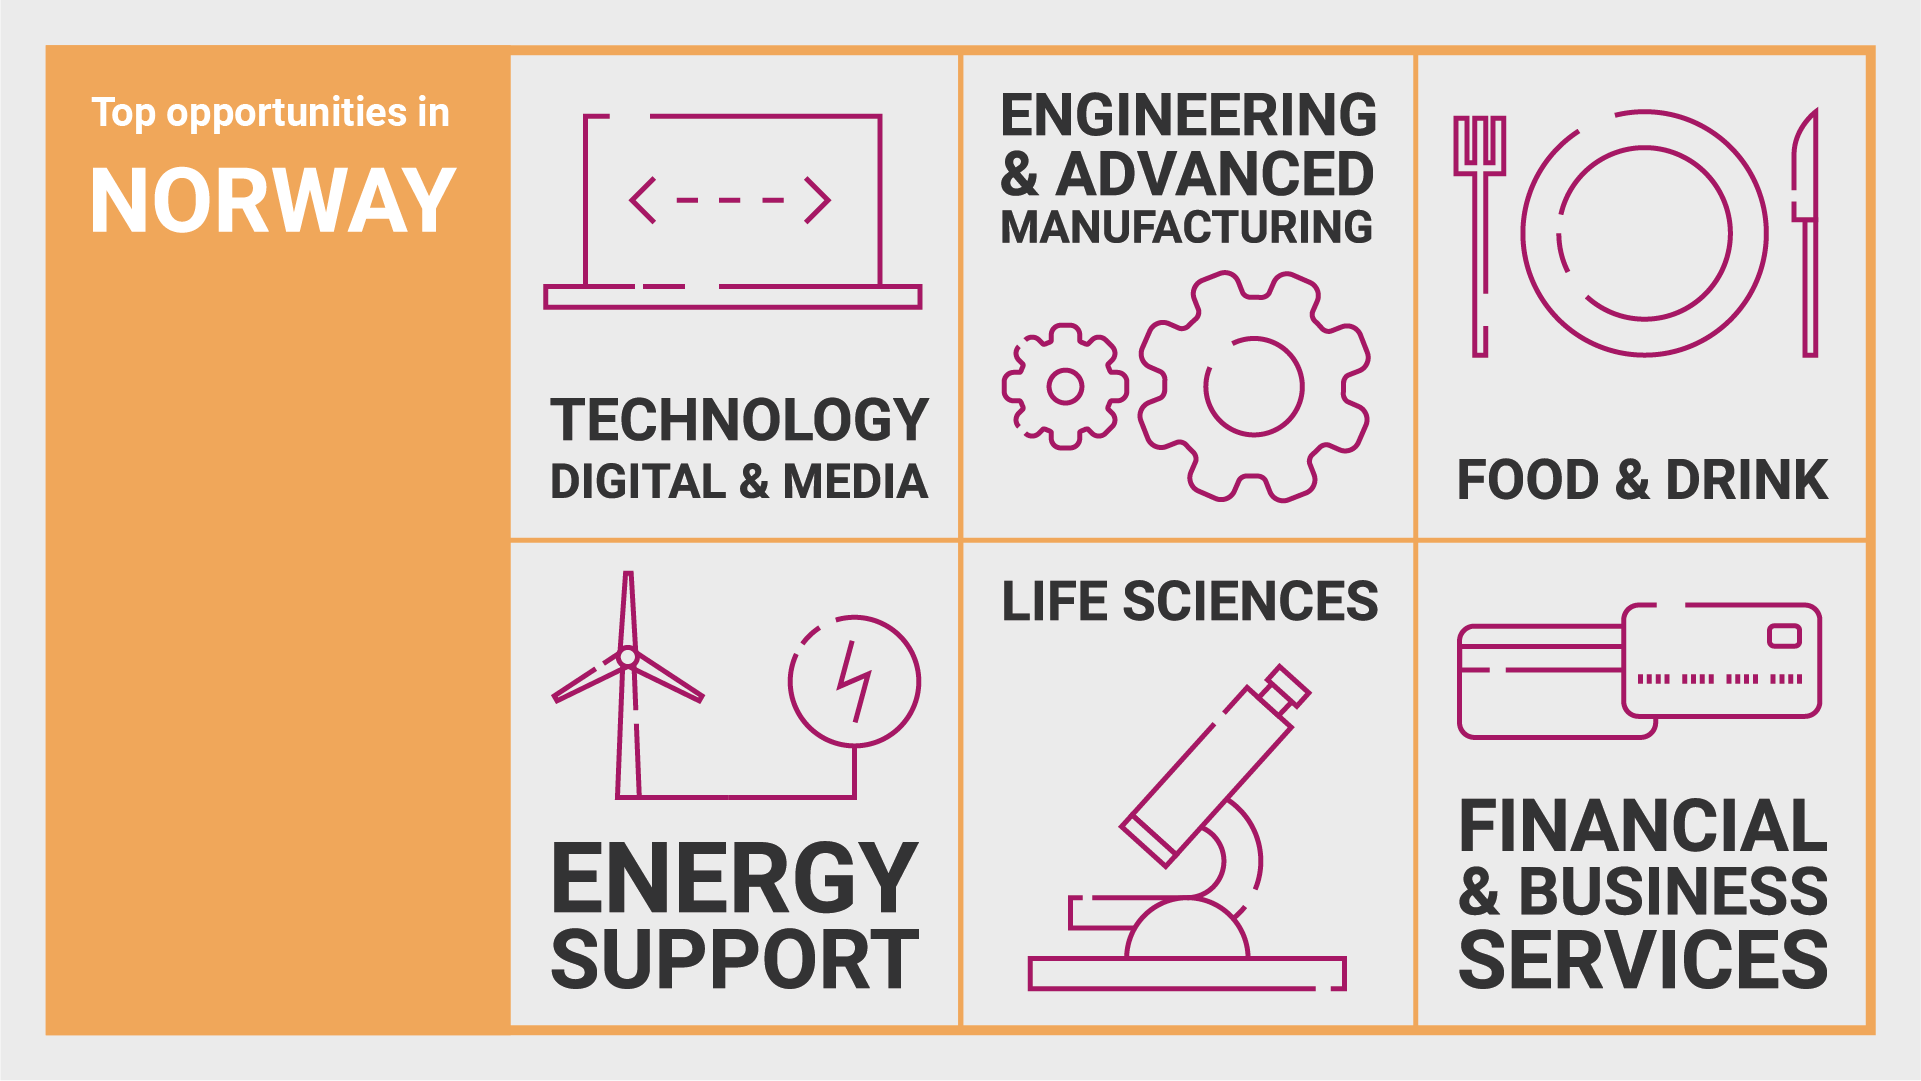 Top opportunities in
NORWAY
TECHNOLOGY
DIGITAL & MEDIA
ENGINEERING
& ADVANCED
MANUFACTURING
FOOD & DRINK
ENERGY
SUPPORT
LIFE SCIENCES
FINANCIAL
& BUSINESS
SERVICES